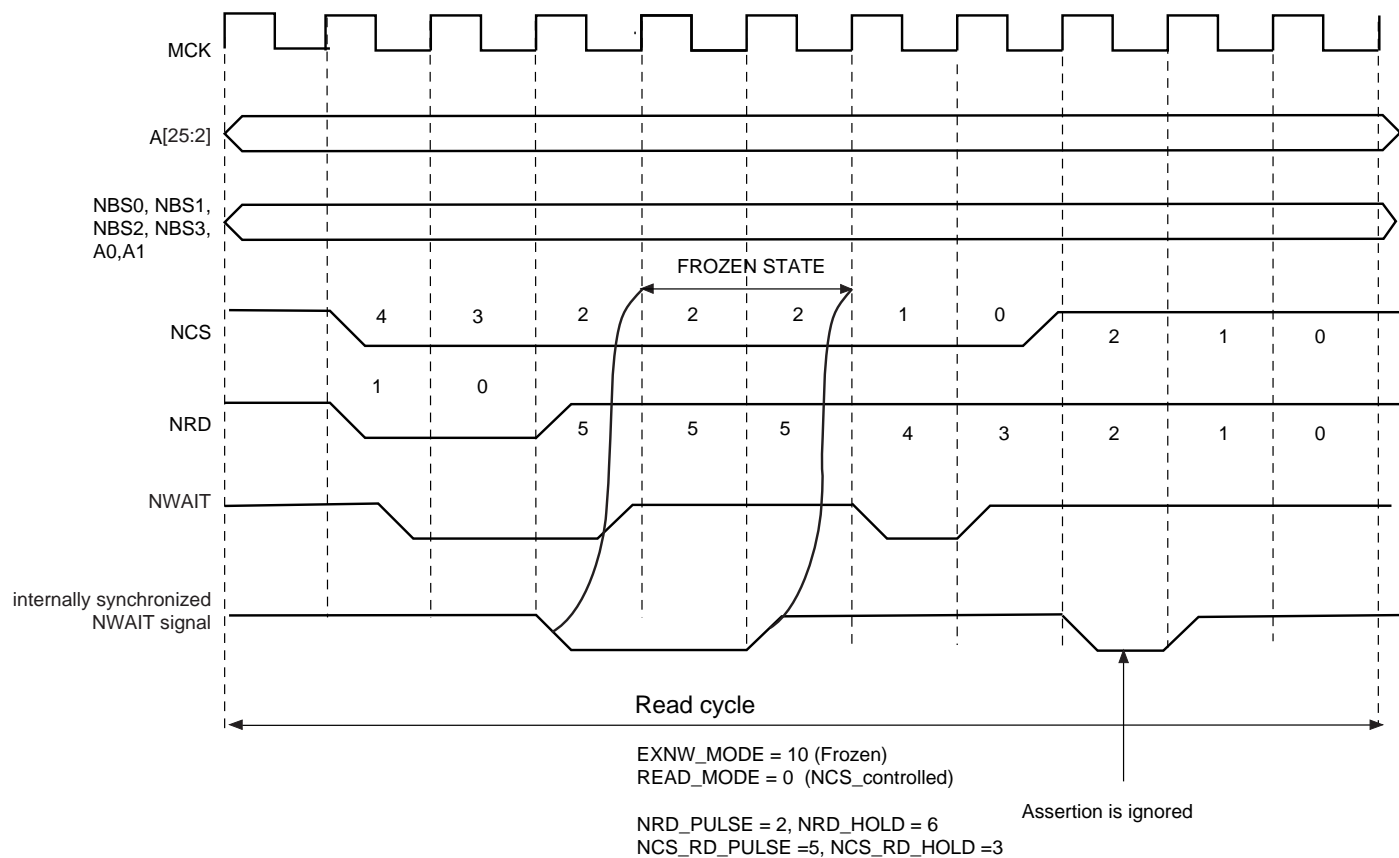 MCK
A[25:2]
NBS0, NBS1,
NBS2, NBS3,
A0,A1
FROZEN STATE
NCS
4 3 2 2 2 1 0
2 1 0
1 0
NRD
5 5 5 4 3 2 1 0
NWAIT
internally synchronized
NWAIT signal
Read cycle
EXNW_MODE = 10 (Frozen)
READ_MODE = 0 (NCS_controlled)
Assertion is ignored
NRD_PULSE = 2, NRD_HOLD = 6
NCS_RD_PULSE =5, NCS_RD_HOLD =3